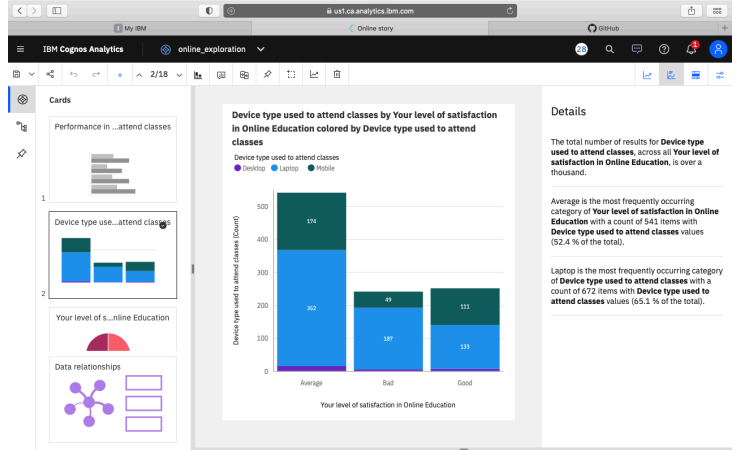 us1.ca.analytics.ibm.com
My IBM
Online story
GitHub
IBM Cognos Analytics
online_exploration
28
1
2/18
Cards
Performance in ...attend classes
1
Device type use...attend classes
2
Your level of s...nline Education
Data relationships
Device type used to attend classes by Your level of satisfaction
in Online Education colored by Device type used to attend
classes
Device type used to attend classes
Desktop Laptop Mobile
Device type used to attend classes (Count)
500
400
300
200
100
0
174
352
49
187
111
133
Average Bad Good
Your level of satisfaction in Online Education
Details
The total number of results for Device type
used to attend classes, across all Your level of
satisfaction in Online Education, is over a
thousand.
Average is the most frequently occurring
category of Your level of satisfaction in Online
Education with a count of 541 items with
Device type used to attend classes values
(52.4 % of the total).
Laptop is the most frequently occurring category
of Device type used to attend classes with a
count of 672 items with Device type used to
attend classes values (65.1 % of the total).